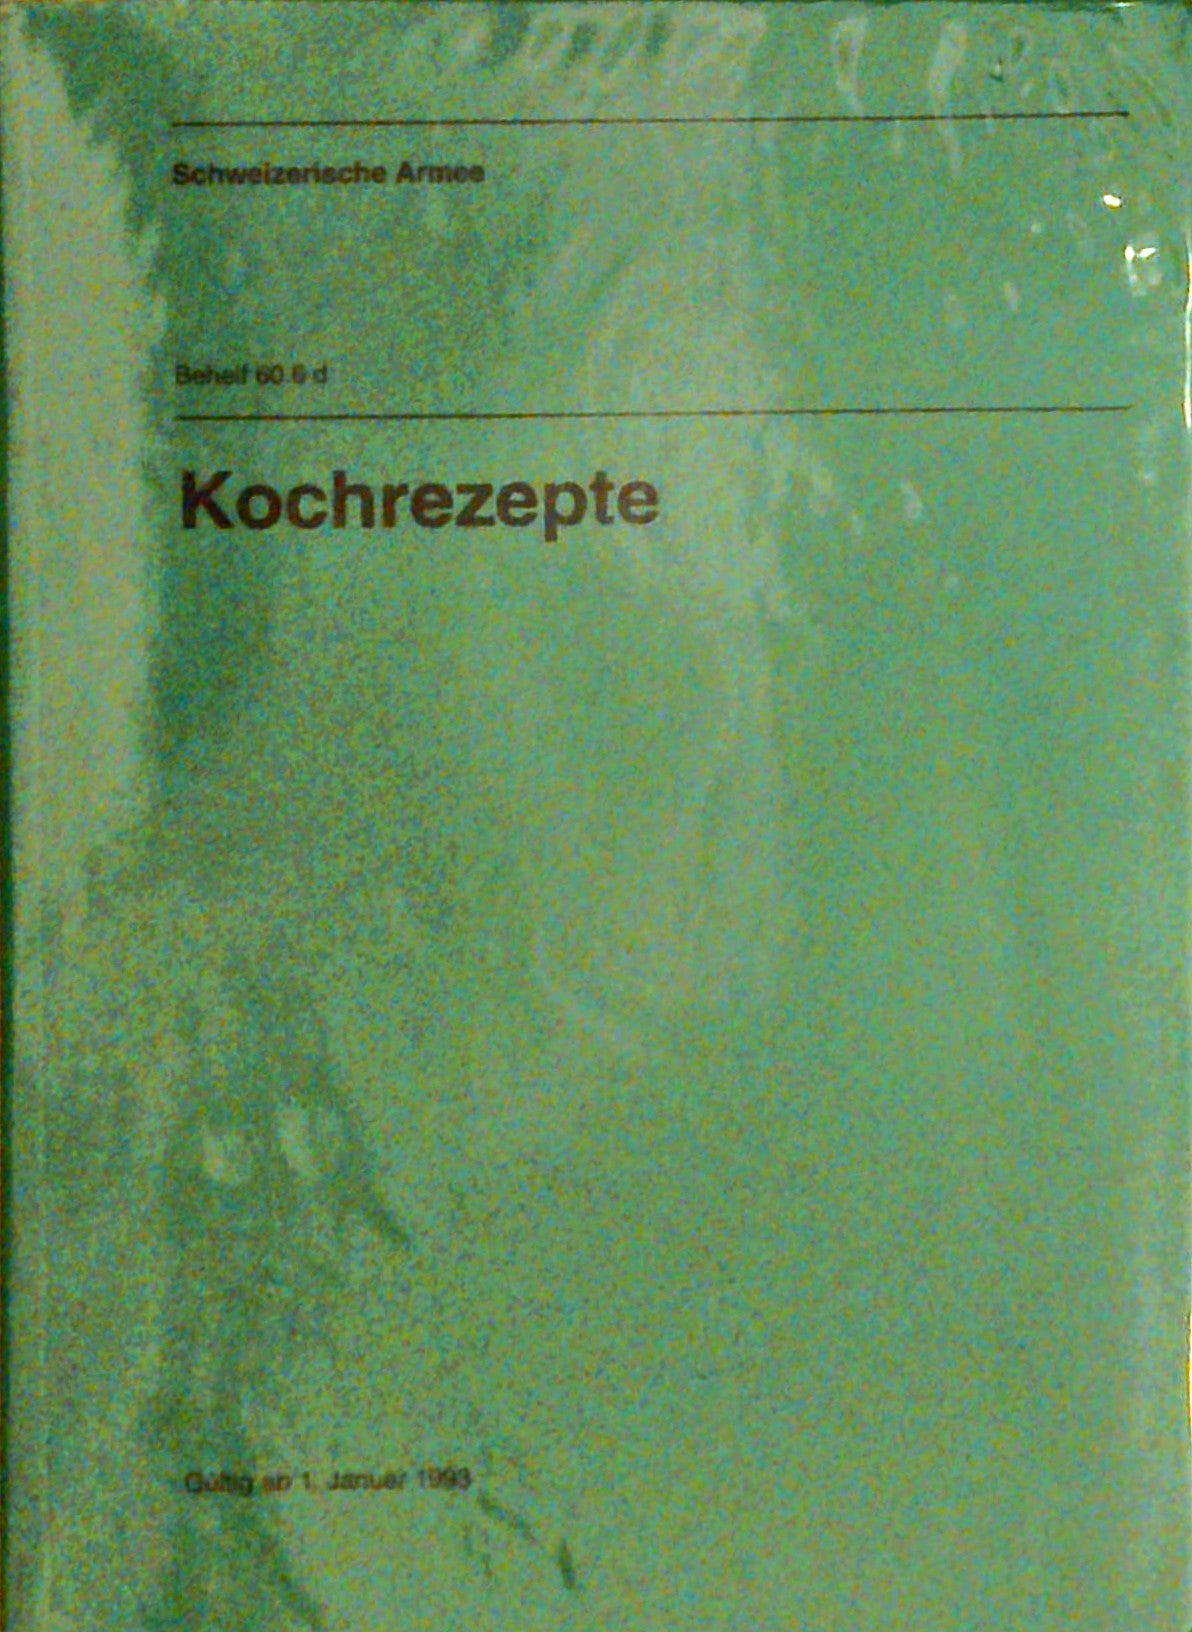 Schweizerische Armee
Behelf 60.6 d
Kochrezepte
Gültig ab 1. Januar 1993